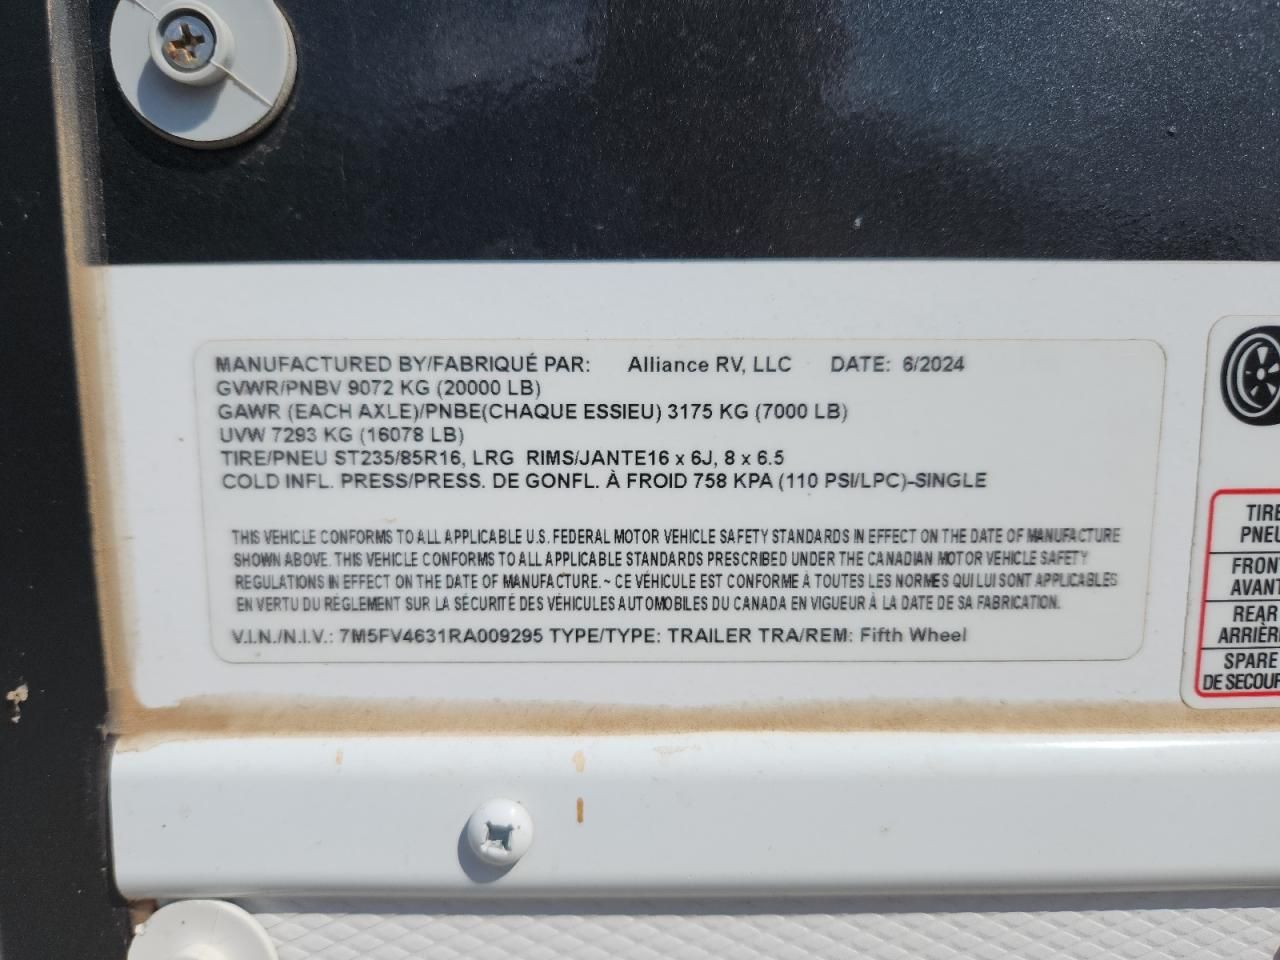 MANUFACTURED BY/FABRIQUÉ PAR: Alliance RV, LLC DATE: 6/2024
GVWR/PNBV 9072 KG (20000 LB)
GAWR (EACH AXLE)/PNBE(CHAQUE ESSIEU) 3175 KG (7000 LB)
UVW 7293 KG (16078 LB)
TIRE/PNEU ST235/85R16, LRG RIMS/JANTE16 x 6J, 8 x 6.5
COLD INFL. PRESS/PRESS. DE GONFL. À FROID 758 KPA (110 PSI/LPC)-SINGLE
THIS VEHICLE CONFORMS TO ALL APPLICABLE U.S. FEDERAL MOTOR VEHICLE SAFETY STANDARDS IN EFFECT ON THE DATE OF MANUFACTURE
SHOWN ABOVE. THIS VEHICLE CONFORMS TO ALL APPLICABLE STANDARDS PRESCRIBED UNDER THE CANADIAN MOTOR VEHICLE SAFETY
REGULATIONS IN EFFECT ON THE DATE OF MANUFACTURE. ~ CE VÉHICULE EST CONFORME À TOUTES LES NORMES QUI LUI SONT APPLICABLES
EN VERTU DU RÈGLEMENT SUR LA SÉCURITÉ DES VÉHICULES AUTOMOBILES DU CANADA EN VIGUEUR À LA DATE DE SA FABRICATION.
V.I.N./N.I.V.: 7M5FV4631RA009295 TYPE/TYPE: TRAILER TRA/REM: Fifth Wheel
TIRE
PNEU
FRONT
AVANT
REAR
ARRIÈRE
SPARE
DE SECOUR